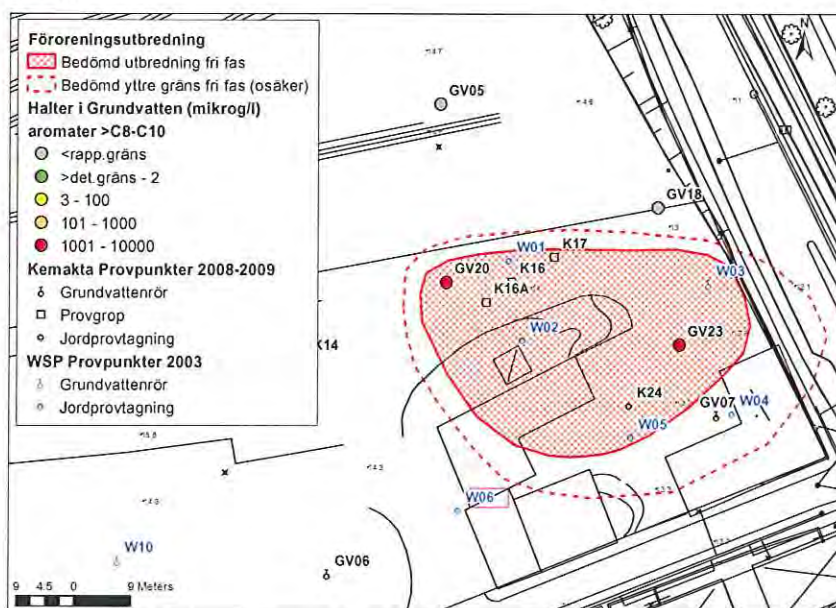 Föroreningsutbredning
Bedömd utbredning fri fas
Bedömd yttre gräns fri fas (osäker)
Halter i Grundvatten (mikrog/l)
aromater >C8-C10
<rapp.gräns
>det.gräns - 2
3 - 100
101 - 1000
1001 - 10000
Kemakta Provpunkter 2008-2009
Grundvattenrör
Provgrop
Jordprovtagning
WSP Provpunkter 2003
Grundvattenrör
Jordprovtagning
N
GV05
GV18
W01
K17
GV20
K16
W03
K16A
W02
K14
GV23
K24
GV07
W04
W05
W06
W10
GV06
9 4.5 0 9 Meters